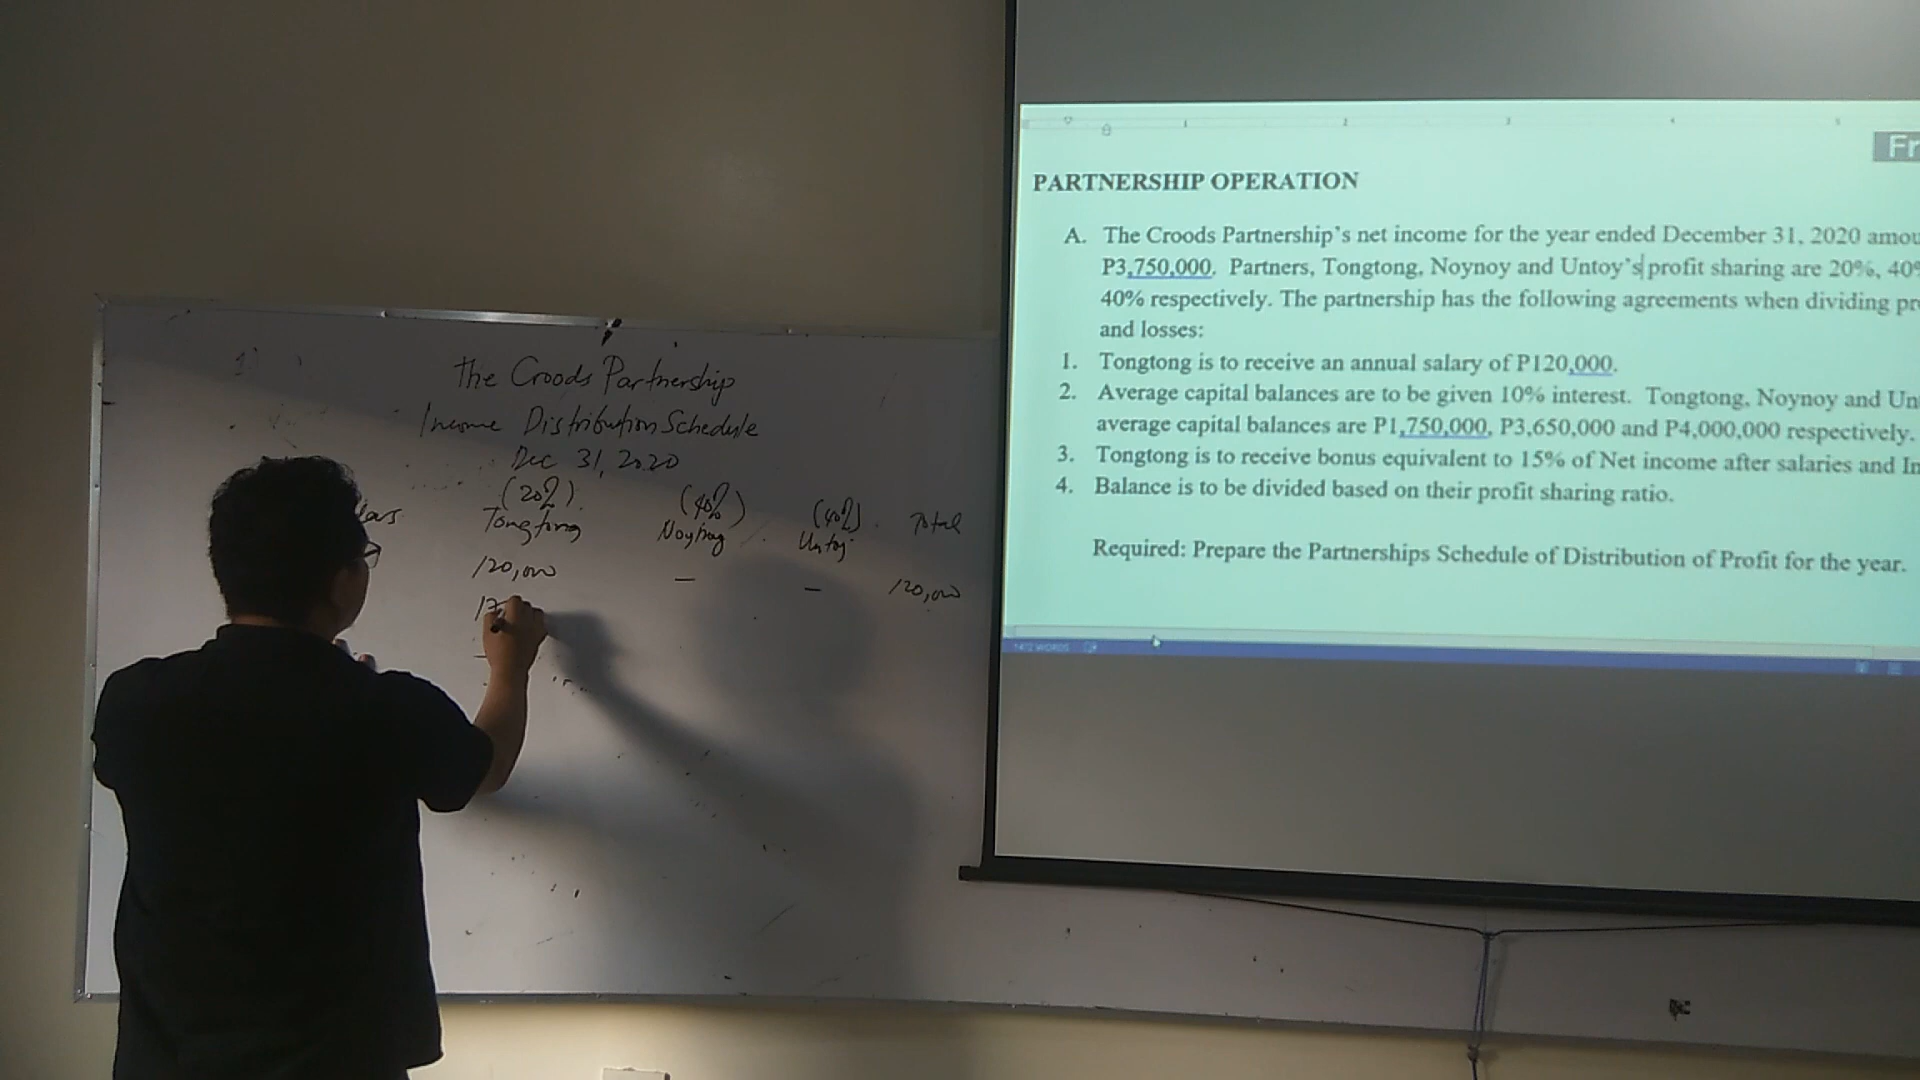 The Croods Partnership
Income Distribution Schedule
Dec 31, 2020
(20%) (40%) (40%)
Tongtong Untoy Total
120,000 — — 120,000
17
Fr
PARTNERSHIP OPERATION
A. The Croods Partnership's net income for the year ended December 31, 2020 amou
P3,750,000. Partners, Tongtong, Noynoy and Untoy's profit sharing are 20%, 40%
40% respectively. The partnership has the following agreements when dividing pr
and losses:
1. Tongtong is to receive an annual salary of P120,000.
2. Average capital balances are to be given 10% interest. Tongtong, Noynoy and Un
average capital balances are P1,750,000, P3,650,000 and P4,000,000 respectively.
3. Tongtong is to receive bonus equivalent to 15% of Net income after salaries and In
4. Balance is to be divided based on their profit sharing ratio.
Required: Prepare the Partnerships Schedule of Distribution of Profit for the year.